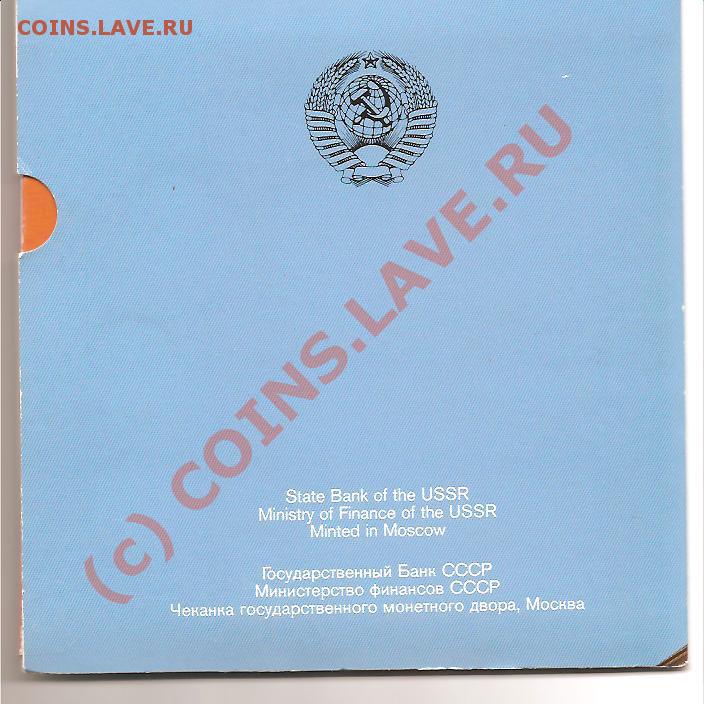 COINS.LAVE.RU
(c) COINS.LAVE.RU
State Bank of the USSR
Ministry of Finance of the USSR
Minted in Moscow
Государственный Банк СССР
Министерство финансов СССР
Чеканка государственного монетного двора, Москва